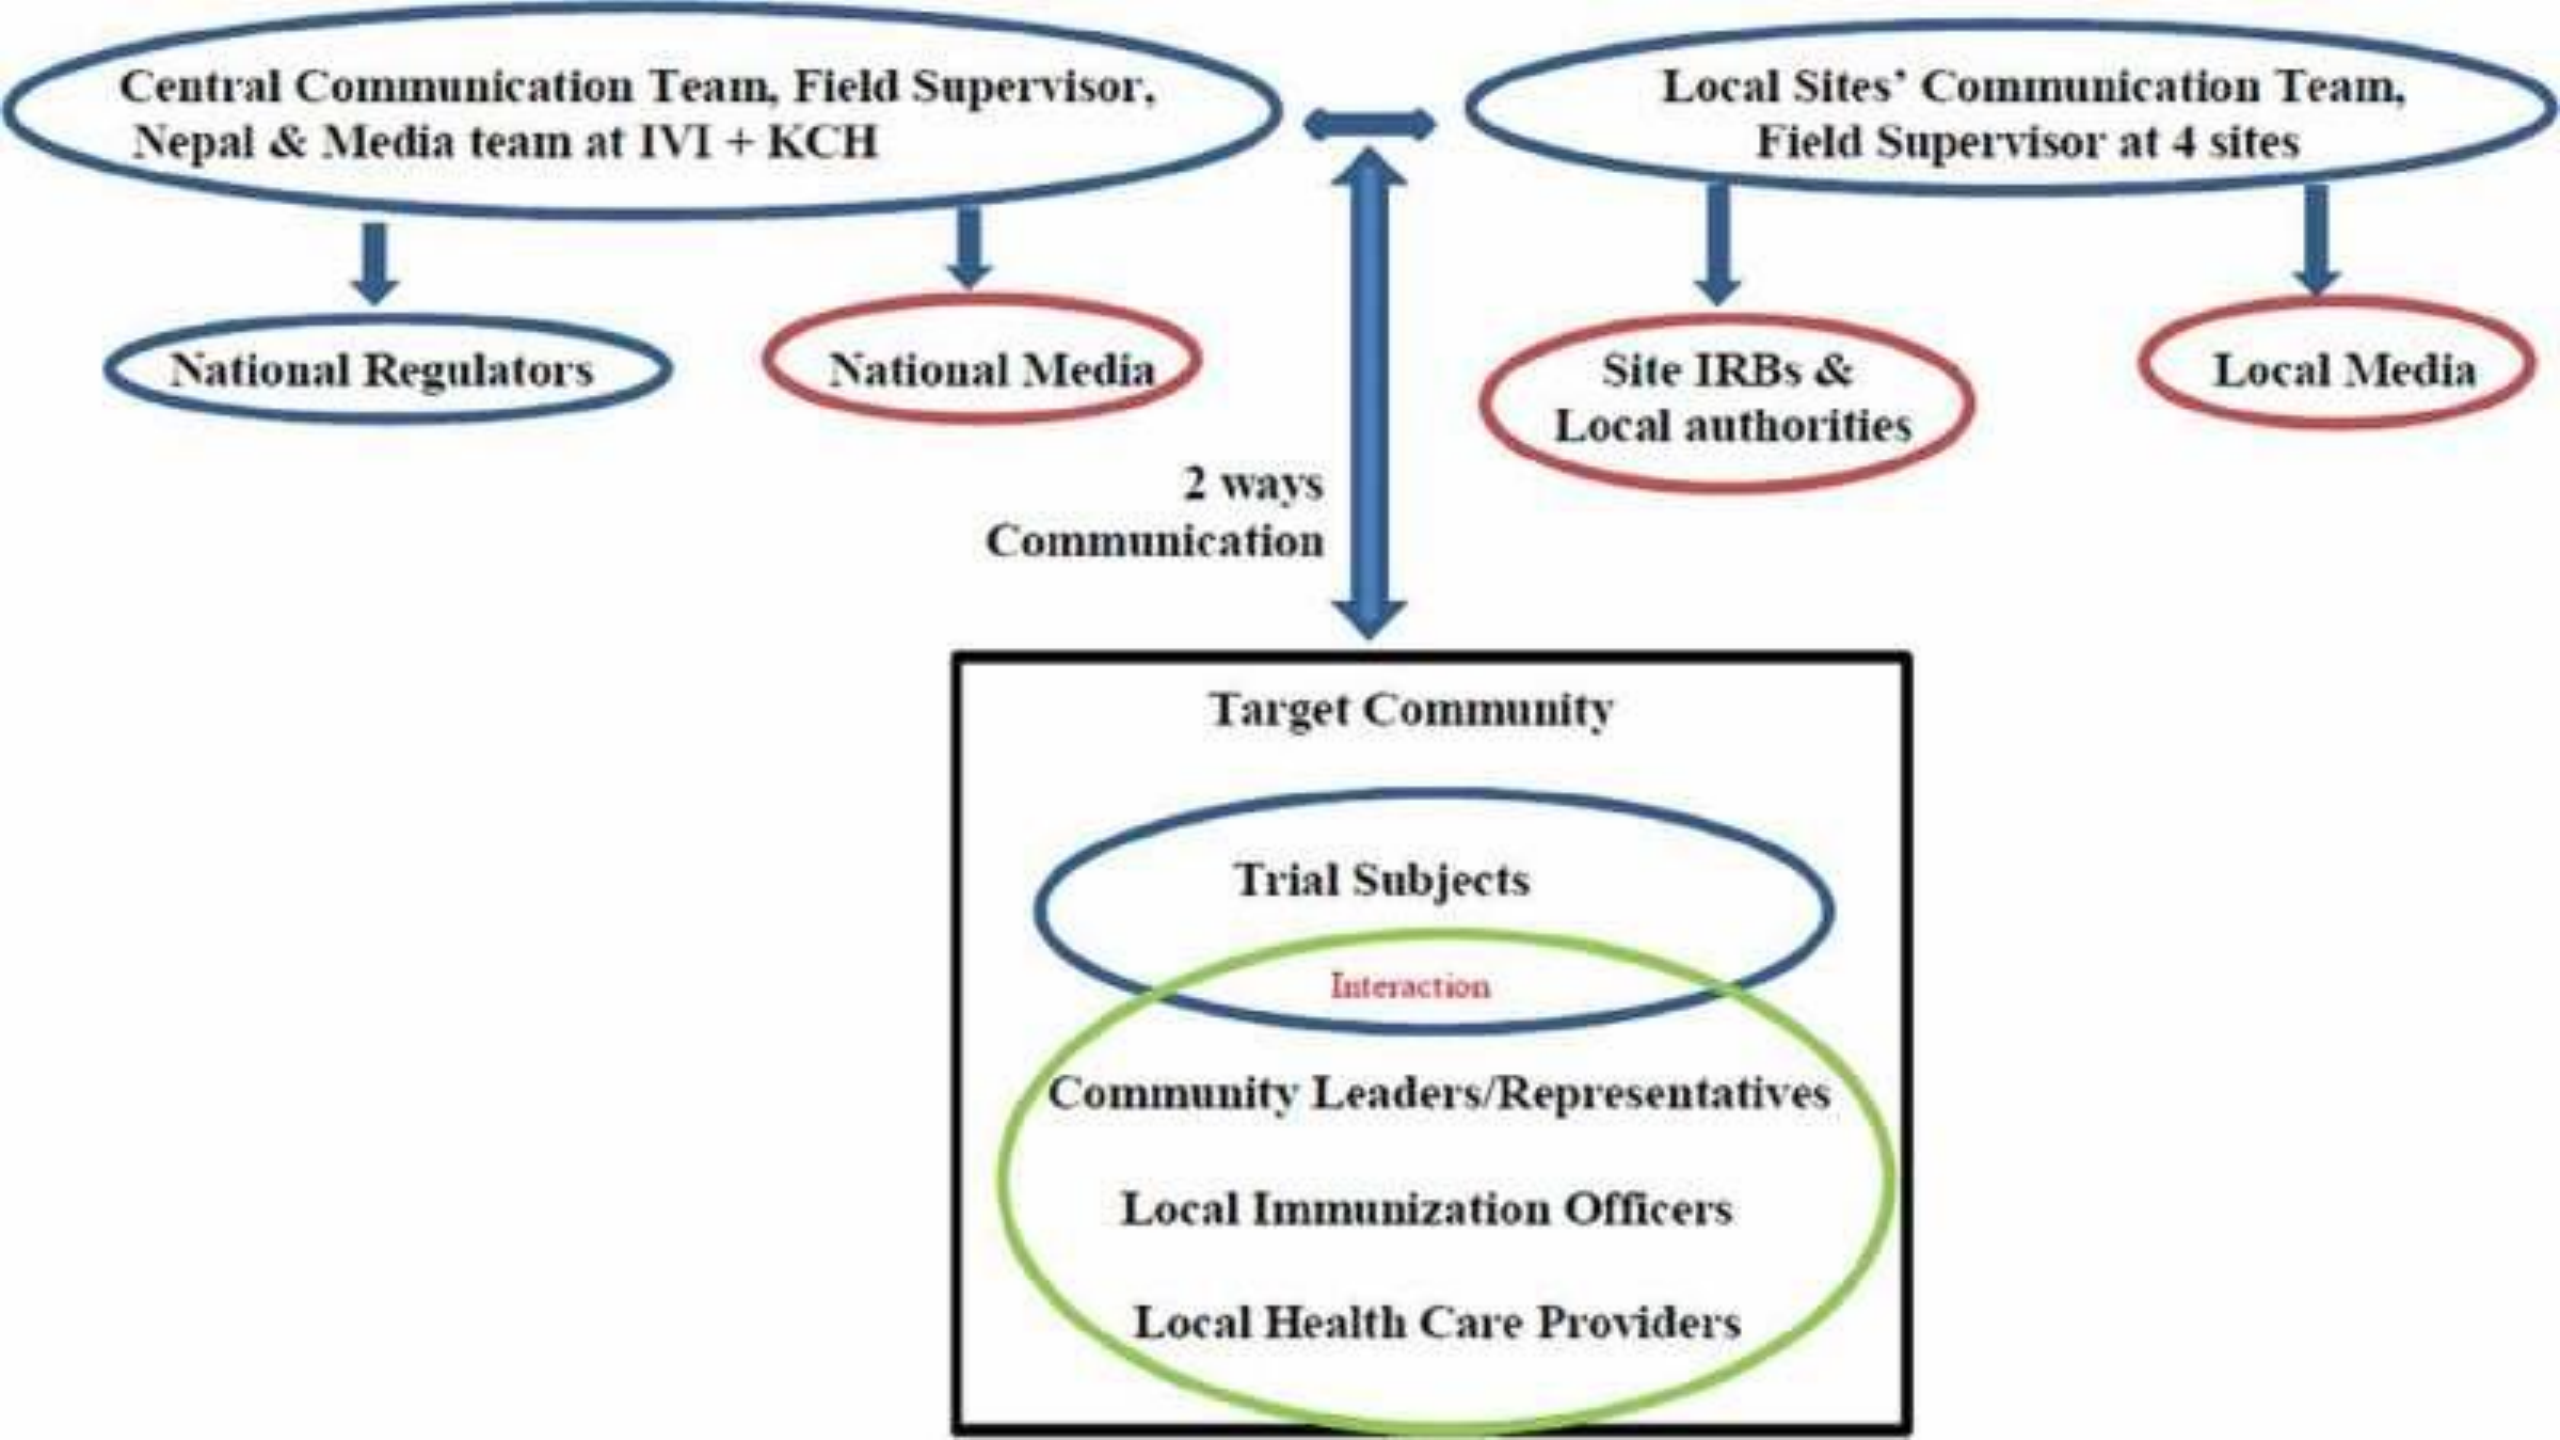 Central Communication Team, Field Supervisor,
Nepal & Media team at IVI + KCH
Local Sites’ Communication Team,
Field Supervisor at 4 sites
National Regulators
National Media
Site IRBs &
Local authorities
Local Media
2 ways
Communication
Target Community
Trial Subjects
Interaction
Community Leaders/Representatives
Local Immunization Officers
Local Health Care Providers